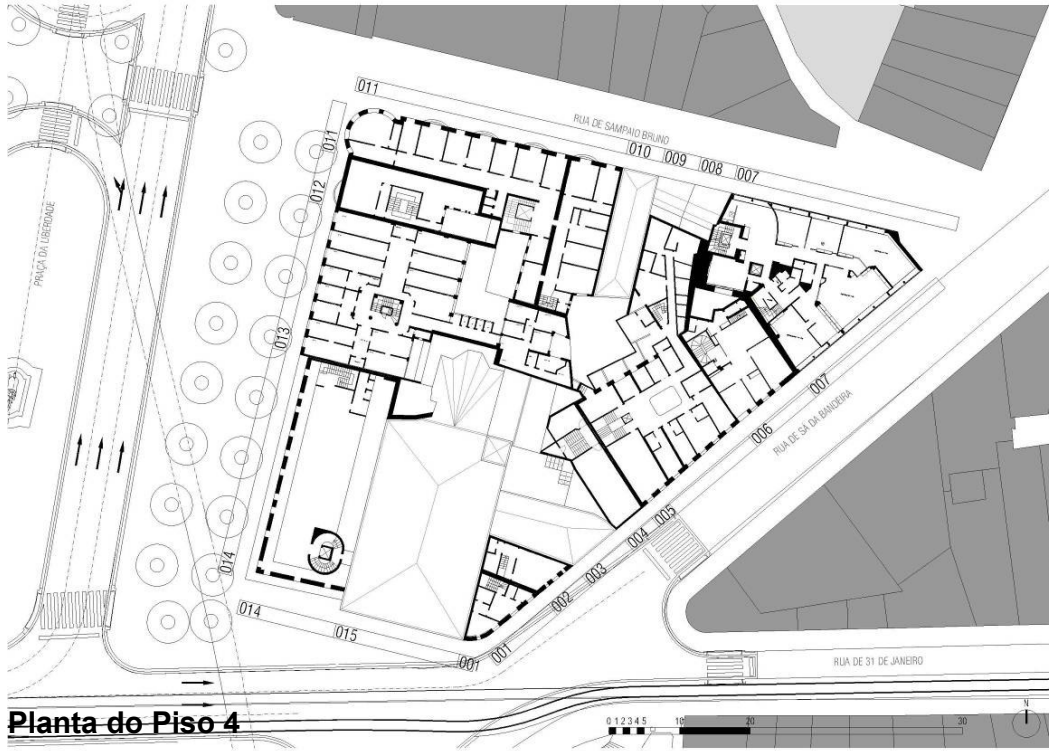 011
RUA DE SAMPAIO BRUNO
010
009
008
007
011
012
PRAÇA DA LIBERDADE
013
007
006
RUA DE SÁ DA BANDEIRA
005
004
014
003
002
014
015
001
001
RUA DE 31 DE JANEIRO
N
Planta do Piso 4
0 1 2 3 4 5 10 20 30